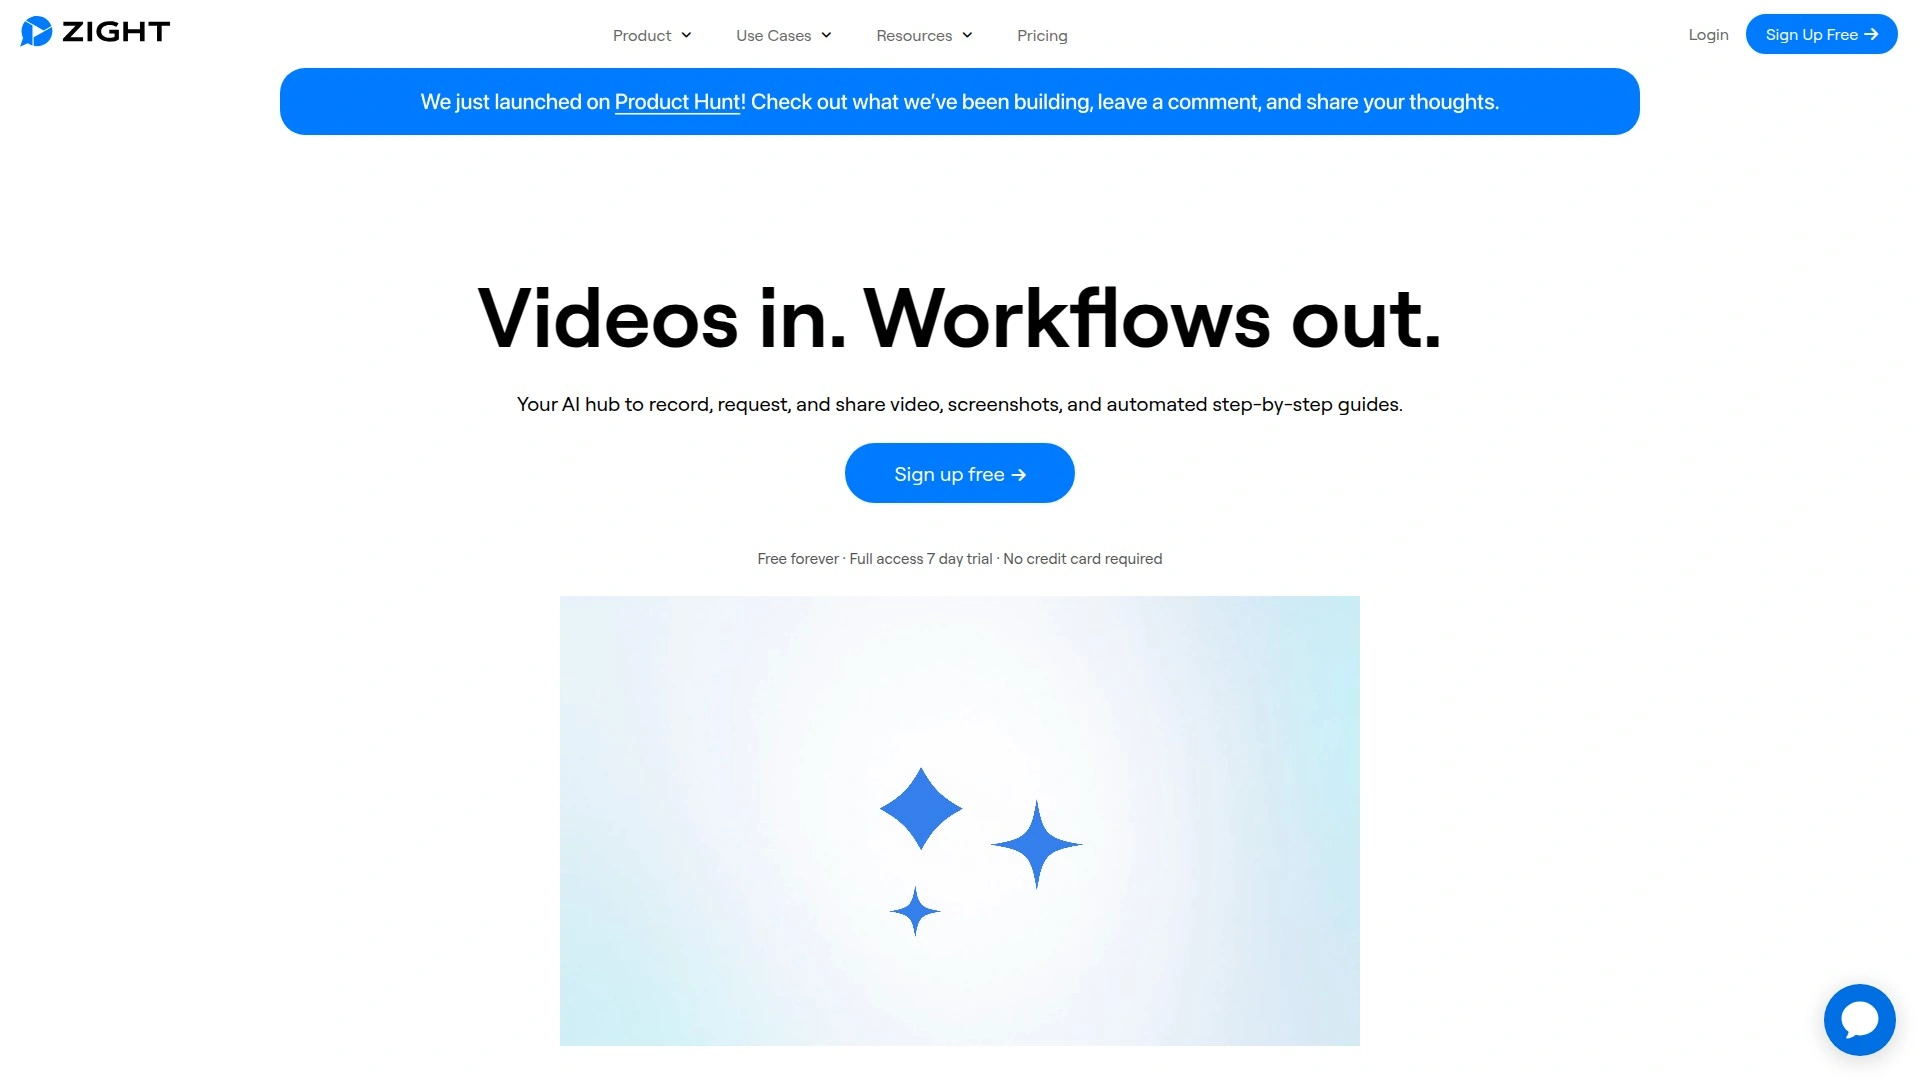 ZIGHT
Product
Use Cases
Resources
Pricing
Login
Sign Up Free →
We just launched on Product Hunt! Check out what we’ve been building, leave a comment, and share your thoughts.
Videos in. Workflows out.
Your AI hub to record, request, and share video, screenshots, and automated step-by-step guides.
Sign up free →
Free forever · Full access 7 day trial · No credit card required